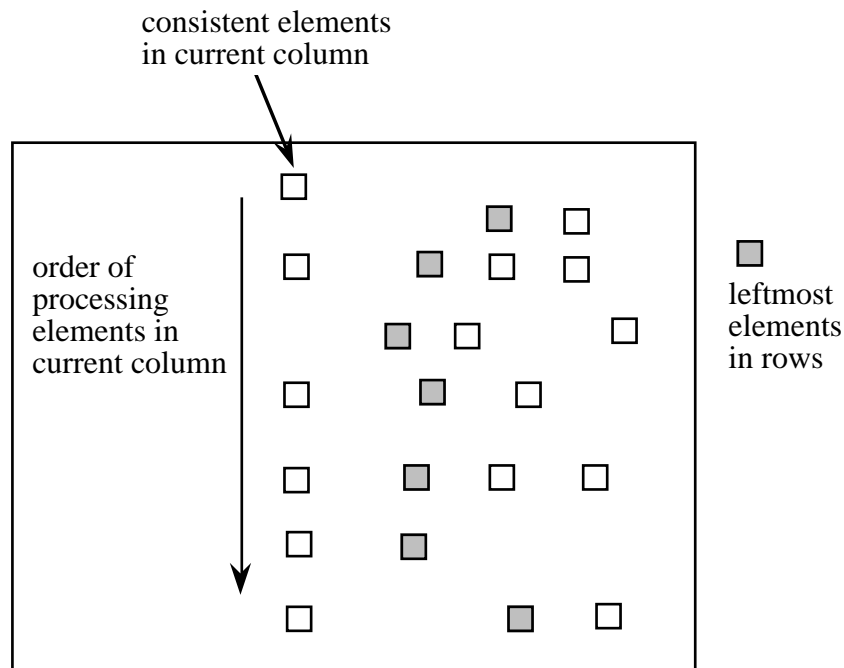 consistent elements
in current column
order of
processing
elements in
current column
leftmost
elements
in rows